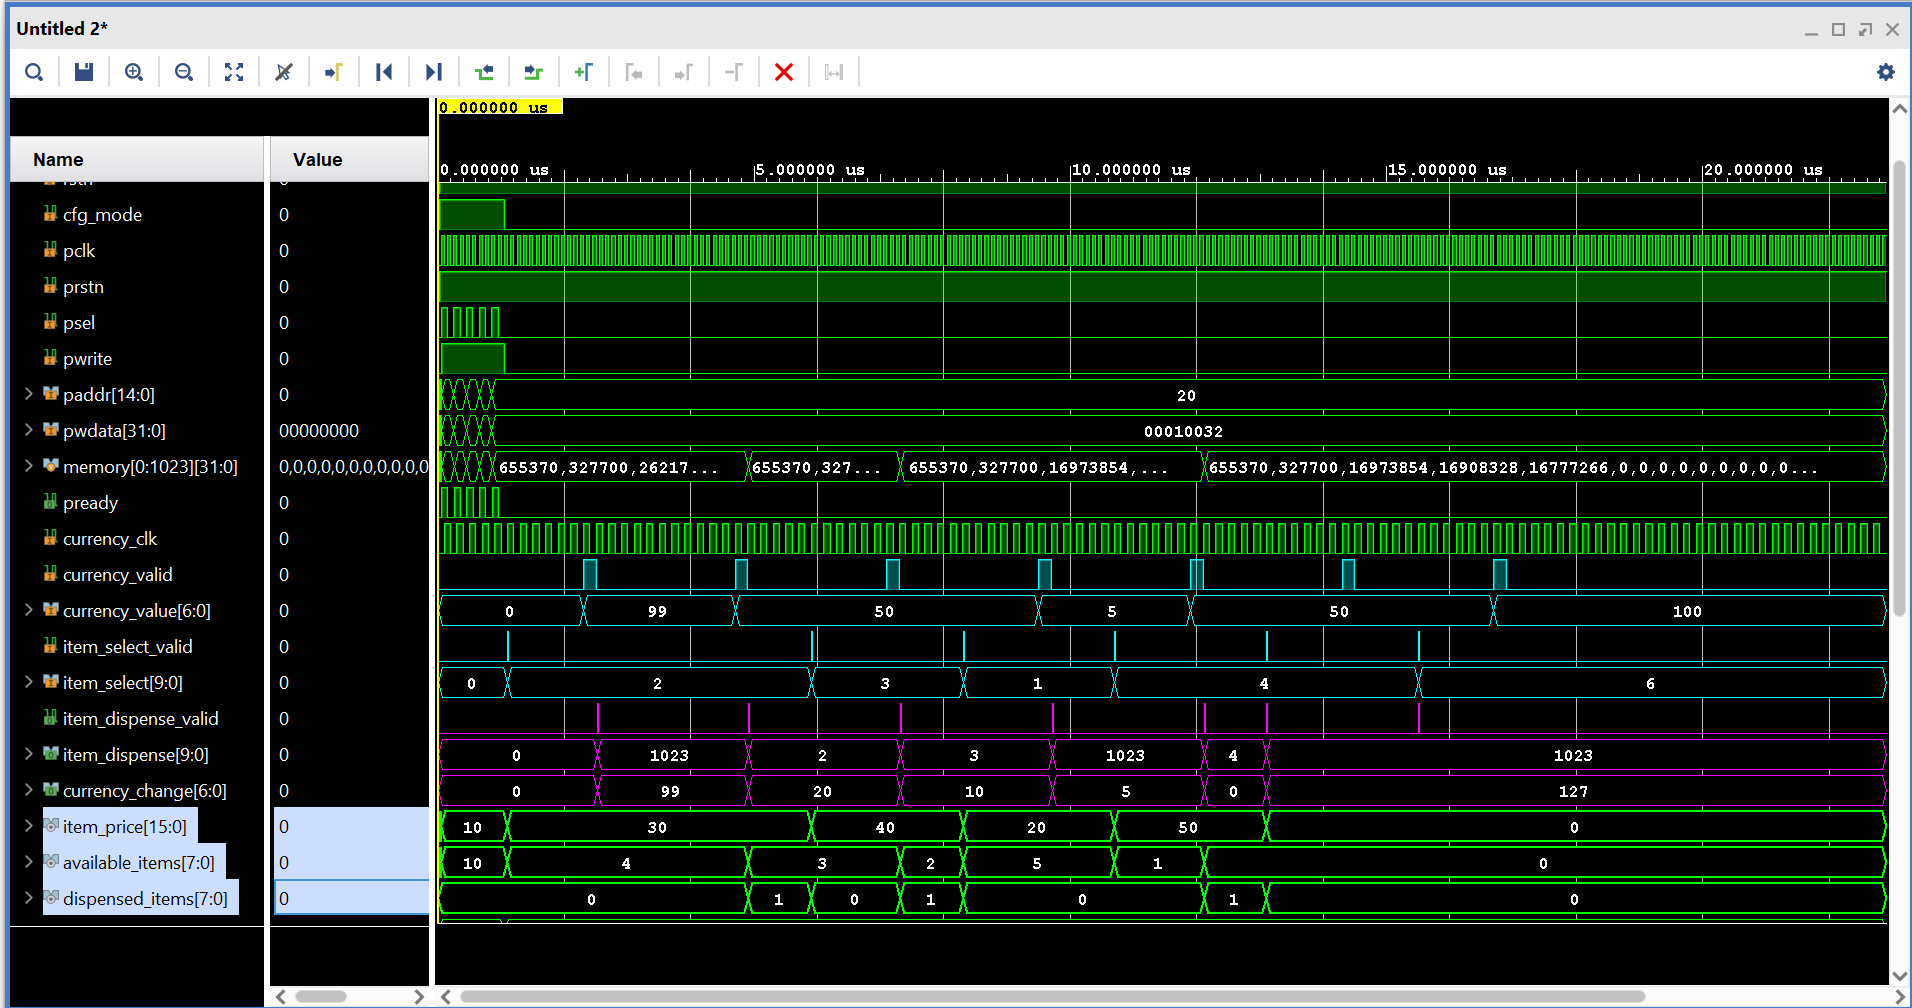 Untitled 2*
0.000000 us
Name Value
0.000000 us 5.000000 us 10.000000 us 15.000000 us 20.000000 us
cfg_mode 0
pclk 0
prstn 0
psel 0
pwrite 0
paddr[14:0] 0 20
pwdata[31:0] 00000000 00010032
memory[0:1023][31:0] 0,0,0,0,0,0,0,0,0,0,0 655370,327700,26217... 655370,327... 655370,327700,16973854,... 655370,327700,16973854,16908328,16777266,0,0,0,0,0,0,0,0,0...
pready 0
currency_clk 0
currency_valid 0
currency_value[6:0] 0 0 99 50 5 50 100
item_select_valid 0
item_select[9:0] 0 0 2 3 1 4 6
item_dispense_valid 0
item_dispense[9:0] 0 0 1023 2 3 1023 4 1023
currency_change[6:0] 0 0 99 20 10 5 0 127
item_price[15:0] 0 10 30 40 20 50 0
available_items[7:0] 0 10 4 3 2 5 1 0
dispensed_items[7:0] 0 0 1 0 1 0 1 0